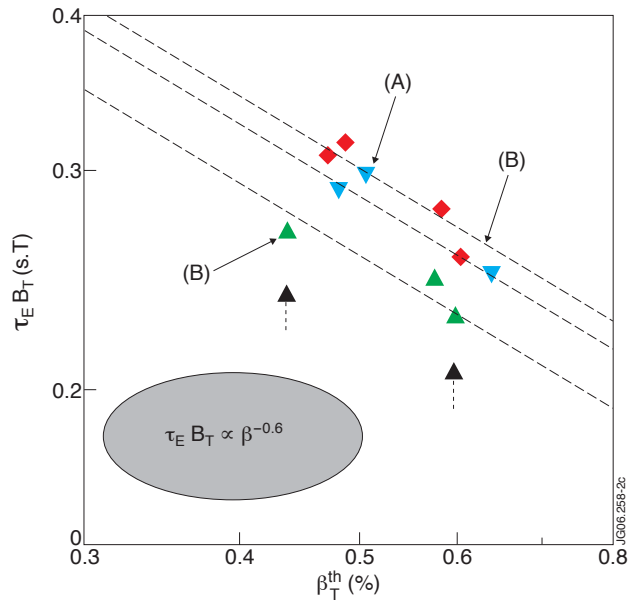 0.4
(A)
0.3
(B)
(B)
τE BT (s.T)
0.2
τE BT ∝ β−0.6
0
0.3
0.4
0.5
0.6
0.8
βTth (%)
JG06.258-2c